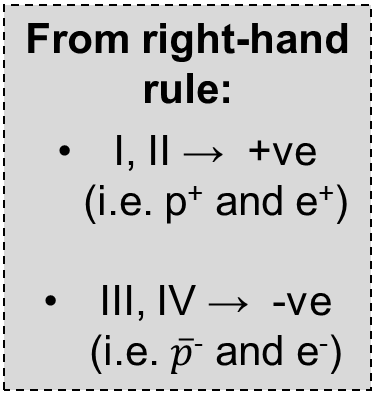 From right-hand
rule:
• I, II → +ve
(i.e. p⁺ and e⁺)
• III, IV → -ve
(i.e. p̄⁻ and e⁻)